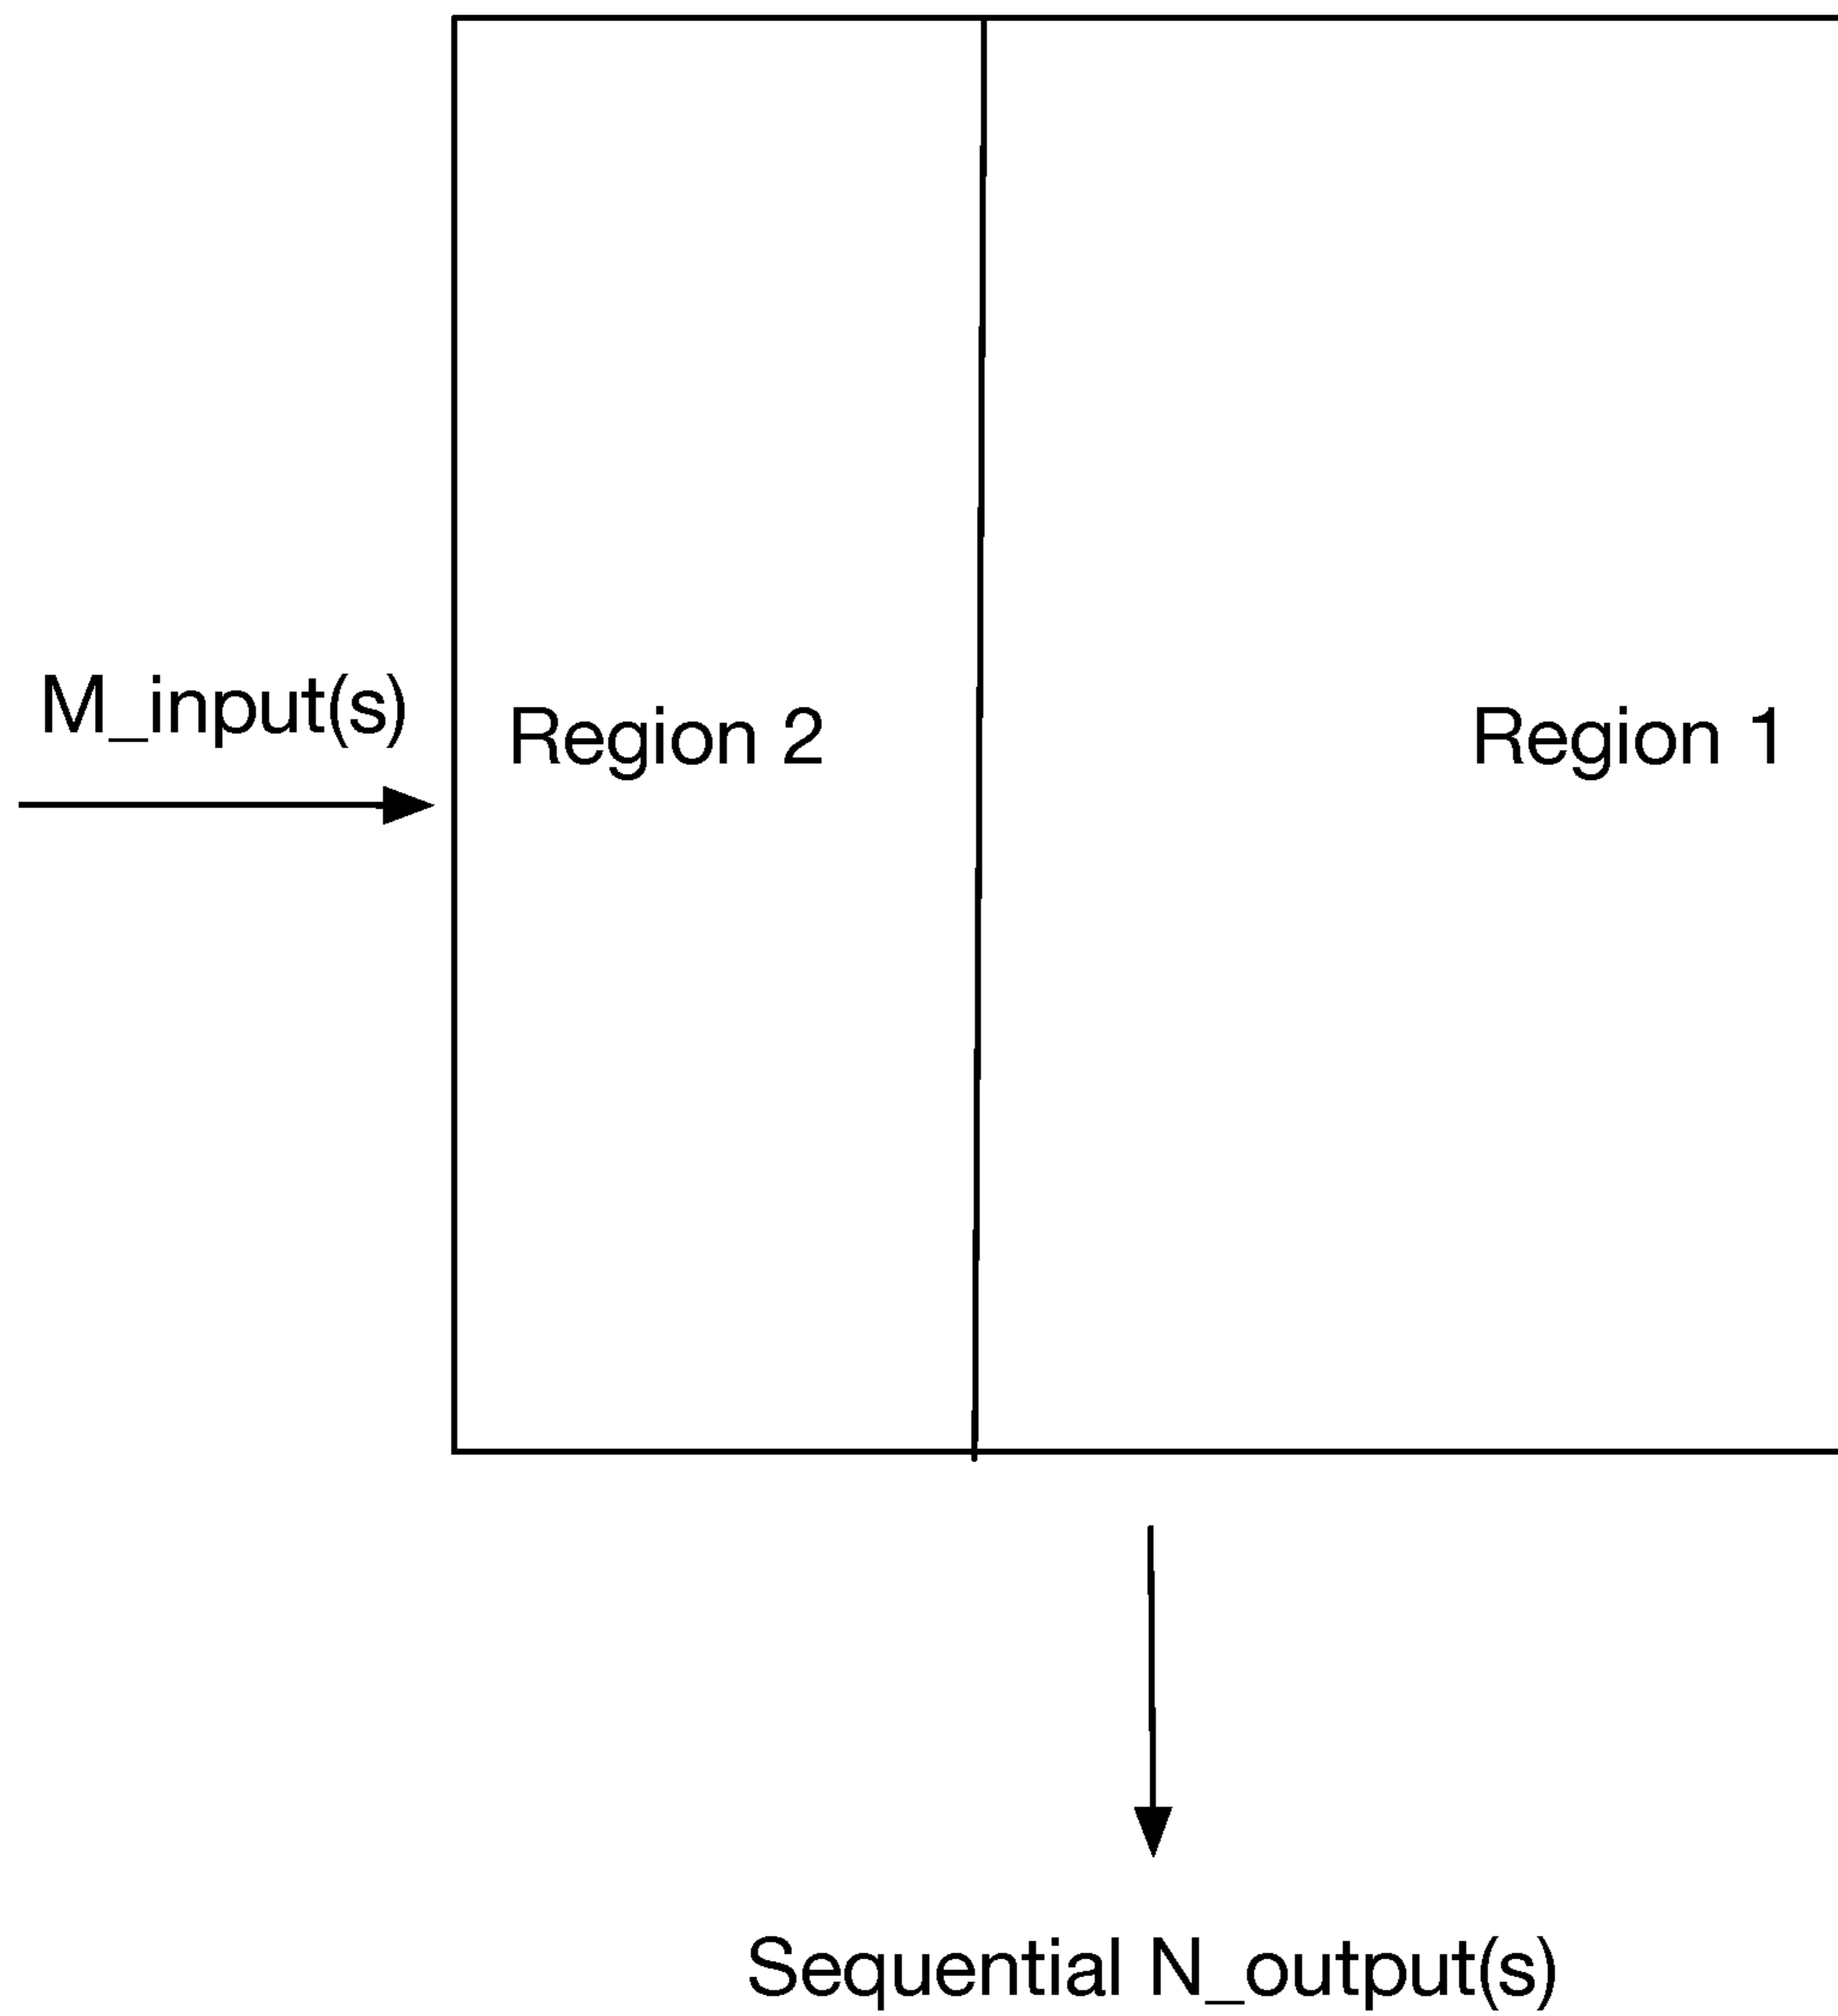 M_input(s)
Region 2
Region 1
Sequential N_output(s)